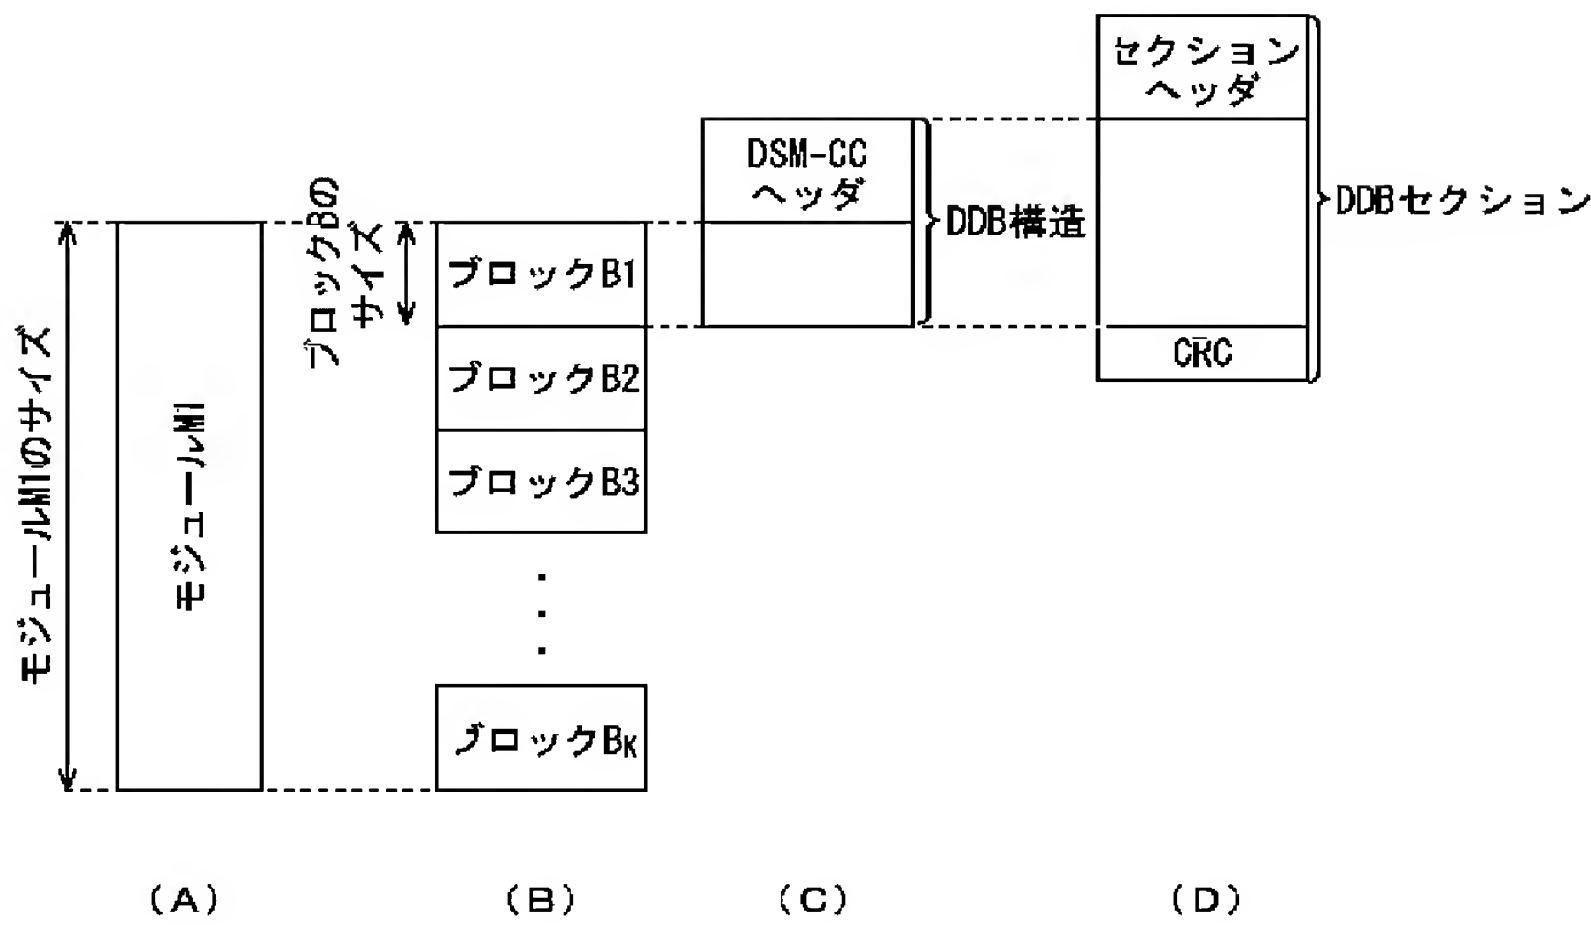 モジュールM1のサイズ
モジュールM1
ブロックBの
サイズ
ブロックB1
ブロックB2
ブロックB3
ブロックBK
DSM-CC
ヘッダ
DDB構造
セクション
ヘッダ
CRC
DDBセクション
(A)
(B)
(C)
(D)